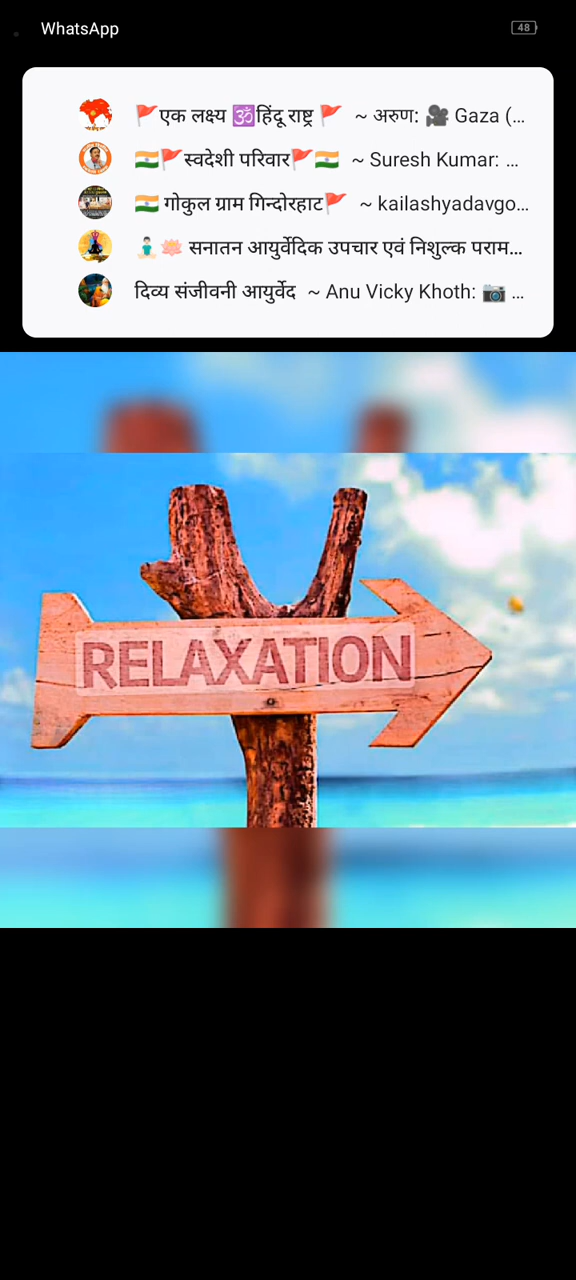 WhatsApp
48
🚩एक लक्ष्य 🕉️हिंदू राष्ट्र 🚩 ~ अरुण: 🎥 Gaza (...
🇮🇳🚩स्वदेशी परिवार🚩🇮🇳 ~ Suresh Kumar: ...
🇮🇳 गोकुल ग्राम गिन्दोरहाट🚩 ~ kailashyadavgo...
🧘🏻‍♂️🪷 सनातन आयुर्वेदिक उपचार एवं निशुल्क पराम...
दिव्य संजीवनी आयुर्वेद ~ Anu Vicky Khoth: 📷 ...
RELAXATION